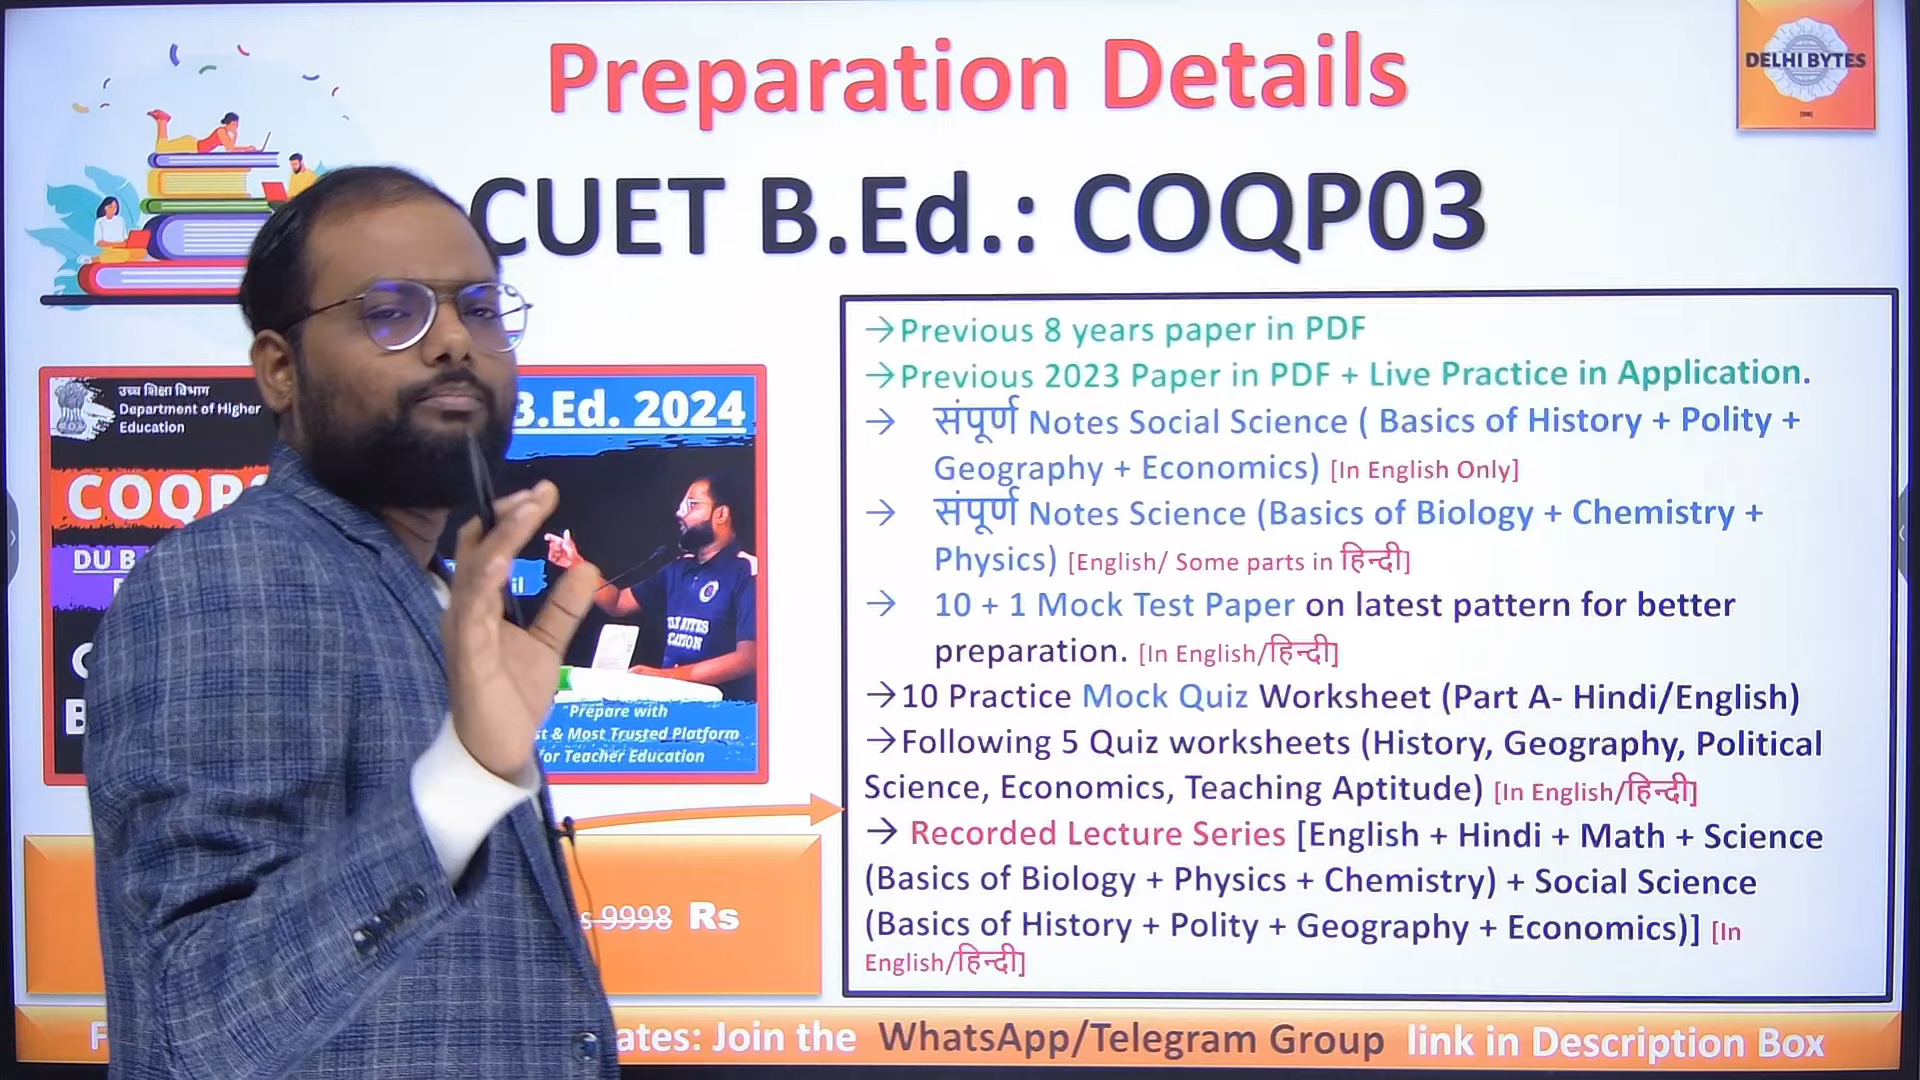 Preparation Details
DELHI BYTES
CUET B.Ed.: COQP03
→Previous 8 years paper in PDF
→Previous 2023 Paper in PDF + Live Practice in Application.
→ संपूर्ण Notes Social Science ( Basics of History + Polity +
Geography + Economics) [In English Only]
→ संपूर्ण Notes Science (Basics of Biology + Chemistry +
Physics) [English/ Some parts in हिन्दी]
→ 10 + 1 Mock Test Paper on latest pattern for better
preparation. [In English/हिन्दी]
→10 Practice Mock Quiz Worksheet (Part A- Hindi/English)
→Following 5 Quiz worksheets (History, Geography, Political
Science, Economics, Teaching Aptitude) [In English/हिन्दी]
→ Recorded Lecture Series [English + Hindi + Math + Science
(Basics of Biology + Physics + Chemistry) + Social Science
(Basics of History + Polity + Geography + Economics)] [In
English/हिन्दी]
उच्च शिक्षा विभाग
Department of Higher
Education
B.Ed. 2024
COQP
DU B
Prepare with
st & Most Trusted Platform
for Teacher Education
9998 Rs
ates: Join the WhatsApp/Telegram Group link in Description Box